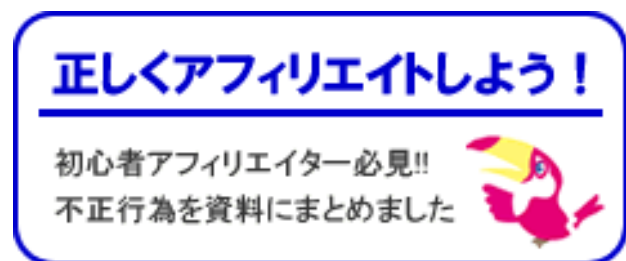 正しくアフィリエイトしよう！
初心者アフィリエイター必見!!
不正行為を資料にまとめました